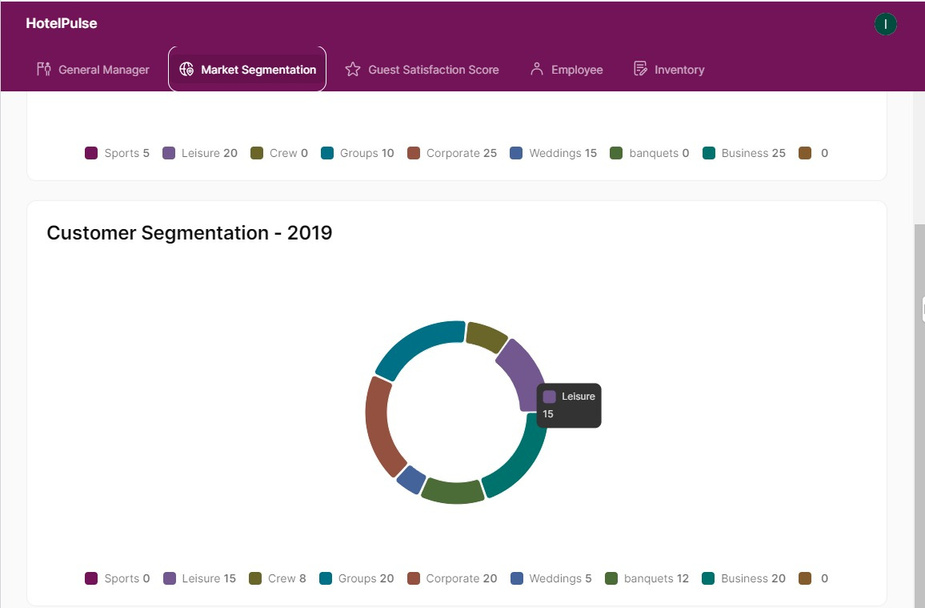 HotelPulse
I
General Manager Market Segmentation Guest Satisfaction Score Employee Inventory
Sports 5 Leisure 20 Crew 0 Groups 10 Corporate 25 Weddings 15 banquets 0 Business 25 0
Customer Segmentation - 2019
Leisure
15
Sports 0 Leisure 15 Crew 8 Groups 20 Corporate 20 Weddings 5 banquets 12 Business 20 0